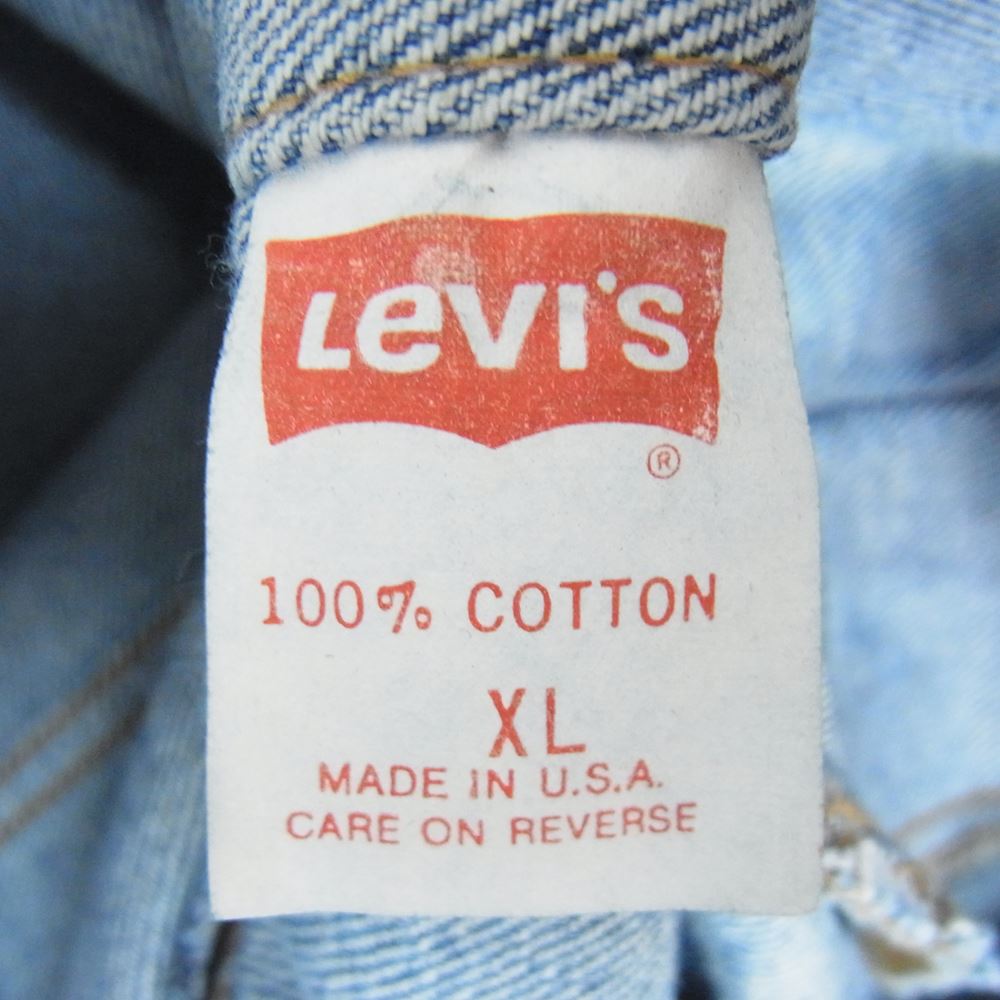 LeVI'S
®
100% COTTON
XL
MADE IN U.S.A.
CARE ON REVERSE